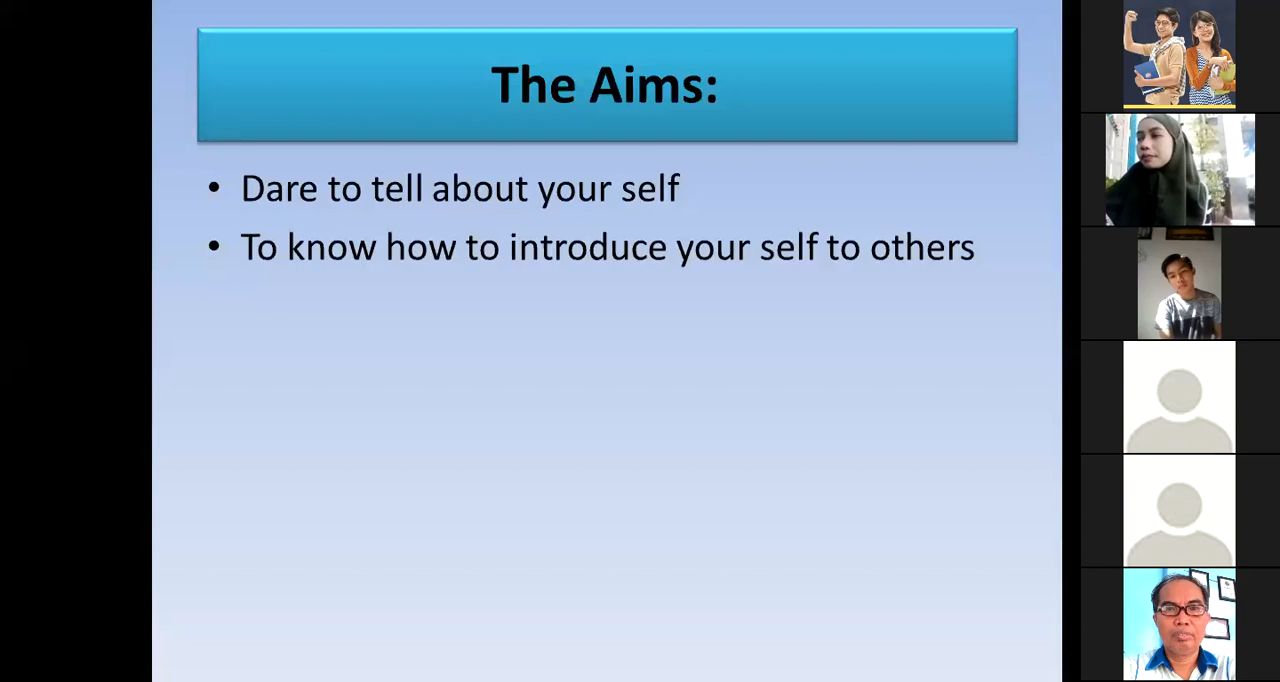 The Aims:
• Dare to tell about your self
• To know how to introduce your self to others